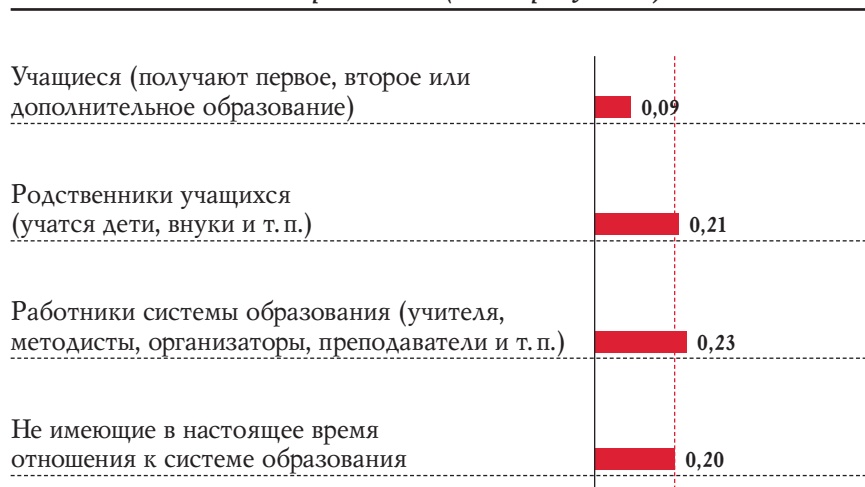 Учащиеся (получают первое, второе или
дополнительное образование)
0,09
Родственники учащихся
(учатся дети, внуки и т. п.)
0,21
Работники системы образования (учителя,
методисты, организаторы, преподаватели и т. п.)
0,23
Не имеющие в настоящее время
отношения к системе образования
0,20